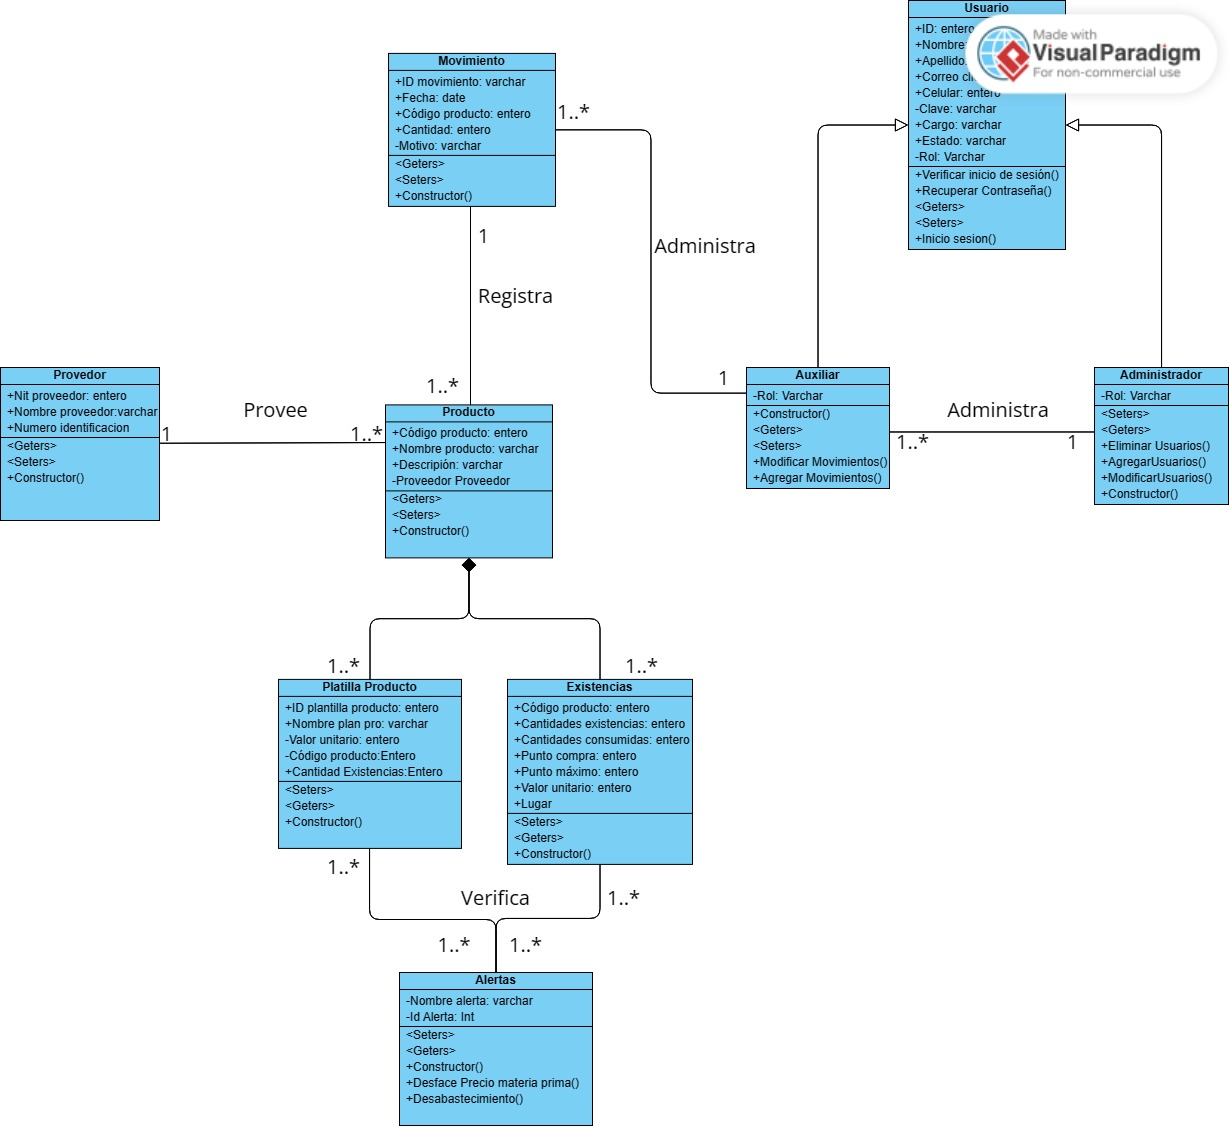 Usuario
+ID: entero
+Nombre:
+Apellido:
+Correo
+Celular: entero
-Clave: varchar
+Cargo: varchar
+Estado: varchar
-Rol: Varchar
+Verificar inicio de sesión()
+Recuperar Contraseña()
<Geters>
<Seters>
+Inicio sesion()
Made with
Visual Paradigm
For non-commercial use
Movimiento
+ID movimiento: varchar
+Fecha: date
+Código producto: entero
+Cantidad: entero
-Motivo: varchar
<Geters>
<Seters>
+Constructor()
1..*
1
Administra
Registra
1..*
1
Provedor
+Nit proveedor: entero
+Nombre proveedor:varchar
+Numero identificacion
<Geters>
<Seters>
+Constructor()
Provee
1
1..*
Producto
+Código producto: entero
+Nombre producto: varchar
+Descripión: varchar
-Proveedor Proveedor
<Geters>
<Seters>
+Constructor()
Auxiliar
-Rol: Varchar
+Constructor()
<Geters>
<Seters>
+Modificar Movimientos()
+Agregar Movimientos()
Administra
1..*
1
Administrador
-Rol: Varchar
<Seters>
<Geters>
+Eliminar Usuarios()
+AgregarUsuarios()
+ModificarUsuarios()
+Constructor()
1..*
1..*
Platilla Producto
+ID plantilla producto: entero
+Nombre plan pro: varchar
-Valor unitario: entero
-Código producto:Entero
+Cantidad Existencias:Entero
<Seters>
<Geters>
+Constructor()
Existencias
+Código producto: entero
+Cantidades existencias: entero
+Cantidades consumidas: entero
+Punto compra: entero
+Punto máximo: entero
+Valor unitario: entero
+Lugar
<Seters>
<Geters>
+Constructor()
1..*
Verifica
1..*
1..*
1..*
Alertas
-Nombre alerta: varchar
-Id Alerta: Int
<Seters>
<Geters>
+Constructor()
+Desface Precio materia prima()
+Desabastecimiento()